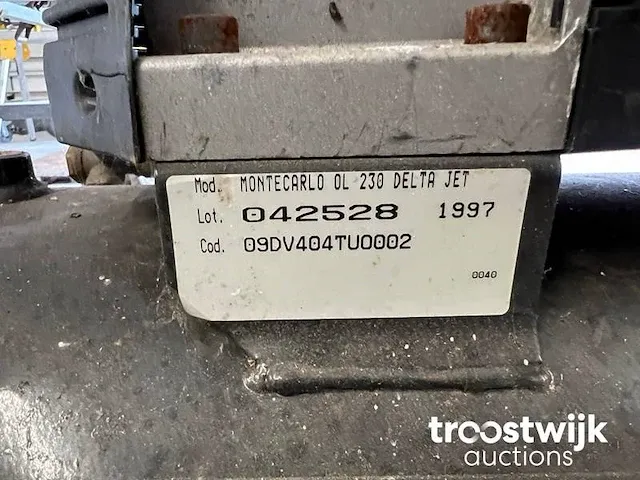 Mod. MONTECARLO OL 230 DELTA JET
Lot. 042528 1997
Cod. 09DV404TU0002
0040
troostwijk
auctions